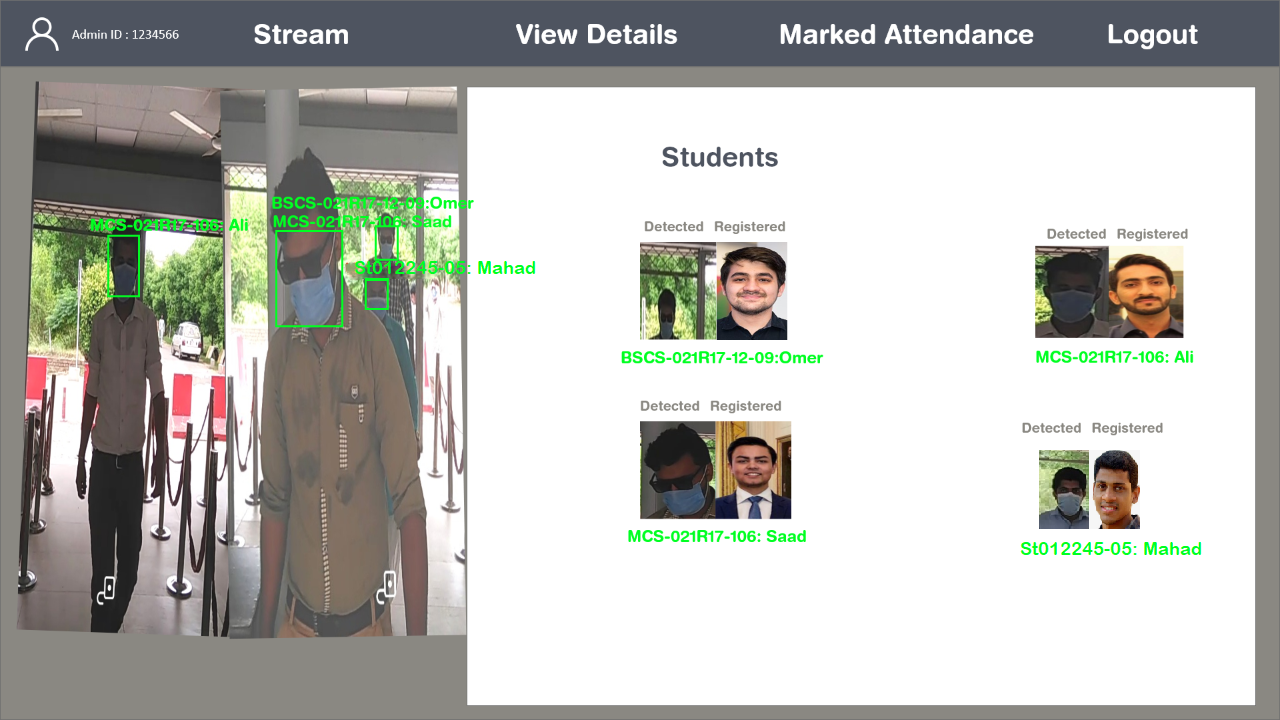 Admin ID : 1234566
Stream
View Details
Marked Attendance
Logout
BSCS-021R17-12-09:Omer
MCS-021R17-106: Ali
MCS-021R17-106: Saad
St012245-05: Mahad
Students
Detected Registered
BSCS-021R17-12-09:Omer
Detected Registered
MCS-021R17-106: Ali
Detected Registered
MCS-021R17-106: Saad
Detected Registered
St012245-05: Mahad